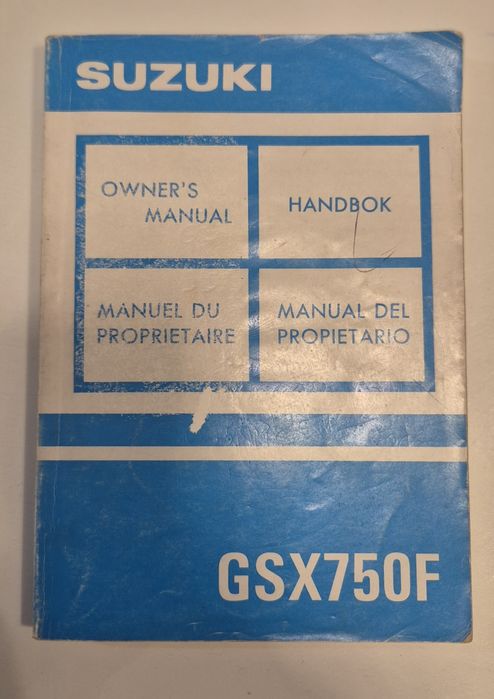 SUZUKI
OWNER'S
MANUAL
HANDBOK
MANUEL DU
PROPRIETAIRE
MANUAL DEL
PROPIETARIO
GSX750F